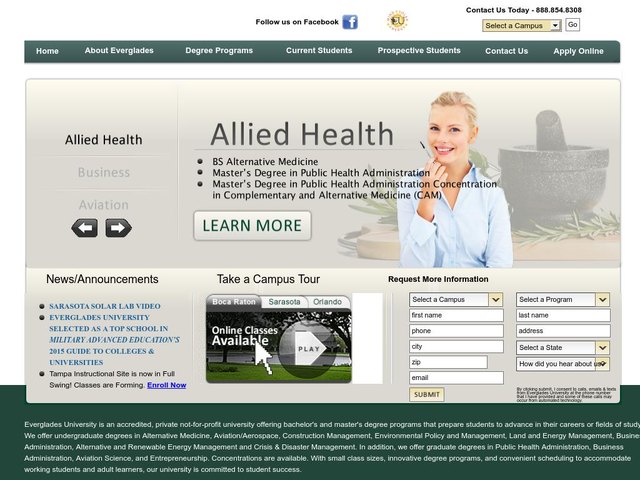 Contact Us Today - 888.854.8308
Follow us on Facebook
EU
Select a Campus
Go
Home
About Everglades
Degree Programs
Current Students
Prospective Students
Contact Us
Apply Online
Allied Health
Business
Aviation
Allied Health
BS Alternative Medicine
Master's Degree in Public Health Administration
Master's Degree in Public Health Administration Concentration
in Complementary and Alternative Medicine (CAM)
LEARN MORE
News/Announcements
SARASOTA SOLAR LAB VIDEO
EVERGLADES UNIVERSITY
SELECTED AS A TOP SCHOOL IN
MILITARY ADVANCED EDUCATION'S
2015 GUIDE TO COLLEGES &
UNIVERSITIES
Tampa Instructional Site is now in Full
Swing! Classes are Forming. Enroll Now
Take a Campus Tour
Boca Raton
Sarasota
Orlando
Online Classes
Available
PLAY
Request More Information
Select a Campus
Select a Program
first name
last name
phone
address
city
Select a State
zip
How did you hear about us?
email
SUBMIT
By clicking submit, I consent to calls, emails & texts
from Everglades University at the phone number
that I have provided and some of these calls may
occur from automated technology.
Everglades University is an accredited, private not-for-profit university offering bachelor's and master's degree programs that prepare students to advance in their careers or fields of study.
We offer undergraduate degrees in Alternative Medicine, Aviation/Aerospace, Construction Management, Environmental Policy and Management, Land and Energy Management, Busine
Administration, Alternative and Renewable Energy Management and Crisis & Disaster Management. In addition, we offer graduate degrees in Public Health Administration, Business
Administration, Aviation Science, and Entrepreneurship. Concentrations are available. With small class sizes, innovative degree programs, and convenient scheduling to accommodate
working students and adult learners, our university is committed to student success.